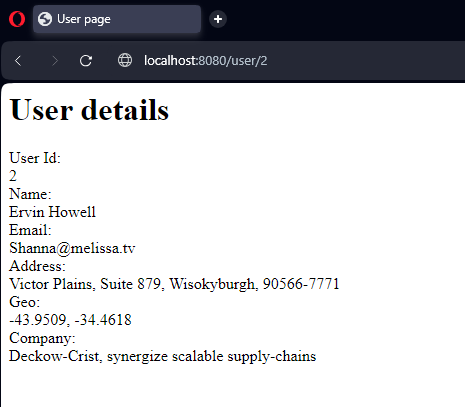 User page
localhost:8080/user/2
User details
User Id:
2
Name:
Ervin Howell
Email:
Shanna@melissa.tv
Address:
Victor Plains, Suite 879, Wisokyburgh, 90566-7771
Geo:
-43.9509, -34.4618
Company:
Deckow-Crist, synergize scalable supply-chains